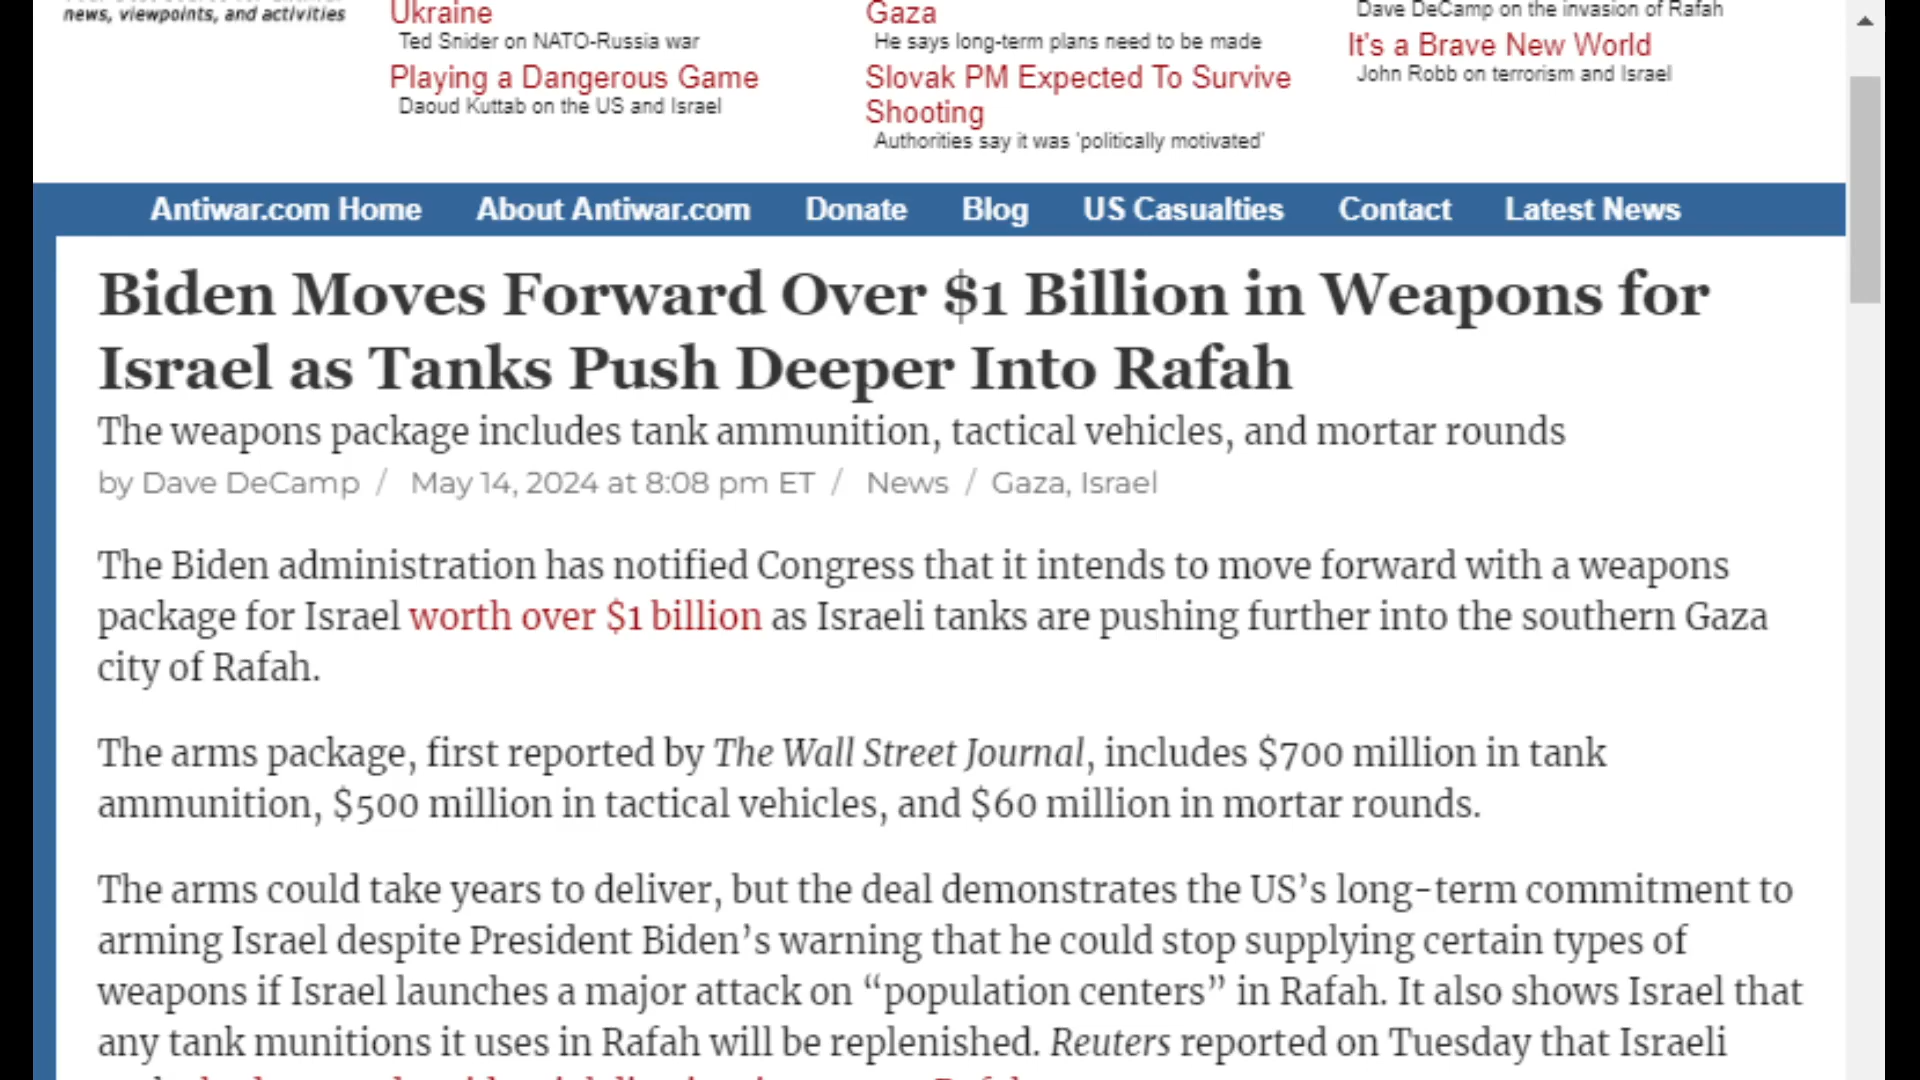 news, viewpoints, and activities
Ukraine
Ted Snider on NATO-Russia war
Playing a Dangerous Game
Daoud Kuttab on the US and Israel
Gaza
He says long-term plans need to be made
Slovak PM Expected To Survive
Shooting
Authorities say it was 'politically motivated'
Dave DeCamp on the invasion of Rafah
It's a Brave New World
John Robb on terrorism and Israel
Antiwar.com Home About Antiwar.com Donate Blog US Casualties Contact Latest News
Biden Moves Forward Over $1 Billion in Weapons for
Israel as Tanks Push Deeper Into Rafah
The weapons package includes tank ammunition, tactical vehicles, and mortar rounds
by Dave DeCamp / May 14, 2024 at 8:08 pm ET / News / Gaza, Israel
The Biden administration has notified Congress that it intends to move forward with a weapons
package for Israel worth over $1 billion as Israeli tanks are pushing further into the southern Gaza
city of Rafah.
The arms package, first reported by The Wall Street Journal, includes $700 million in tank
ammunition, $500 million in tactical vehicles, and $60 million in mortar rounds.
The arms could take years to deliver, but the deal demonstrates the US’s long-term commitment to
arming Israel despite President Biden’s warning that he could stop supplying certain types of
weapons if Israel launches a major attack on “population centers” in Rafah. It also shows Israel that
any tank munitions it uses in Rafah will be replenished. Reuters reported on Tuesday that Israeli